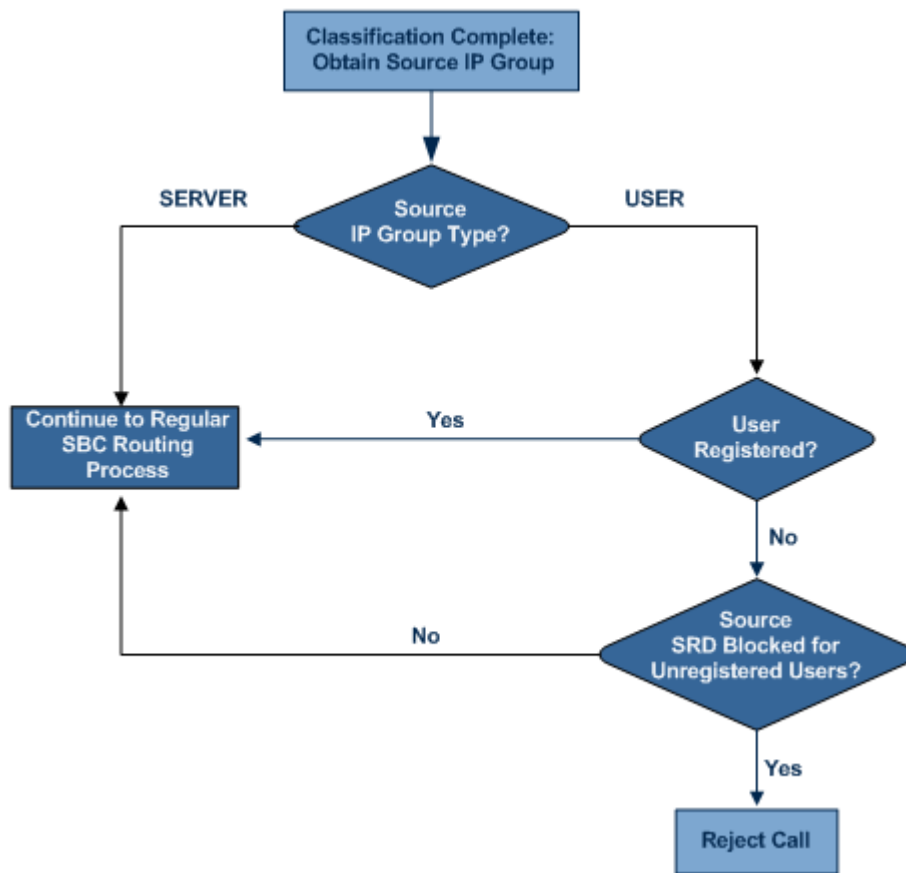 Classification Complete:
Obtain Source IP Group
SERVER
USER
Source
IP Group Type?
Continue to Regular
SBC Routing
Process
Yes
User
Registered?
No
No
Source
SRD Blocked for
Unregistered Users?
Yes
Reject Call